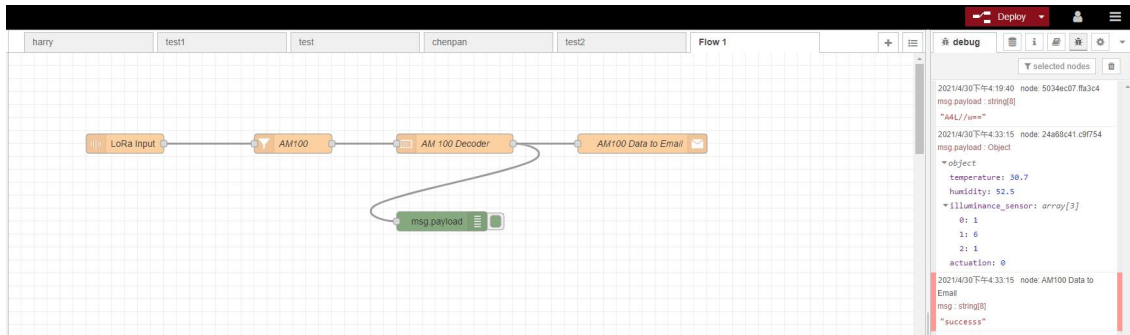 Deploy
harry test1 test chenpan test2 Flow 1
debug
i
selected nodes
LoRa Input
AM100
AM 100 Decoder
AM100 Data to Email
msg.payload
2021/4/30下午4:19:40 node: 5034ec07.ffa3c4
msg.payload : string[8]
"A4L//u=="
2021/4/30下午4:33:15 node: 24a68c41.c9f754
msg.payload : Object
object
temperature: 30.7
humidity: 52.5
illuminance_sensor: array[3]
0: 1
1: 6
2: 1
actuation: 0
2021/4/30下午4:33:15 node: AM100 Data to
Email
msg : string[8]
"successs"